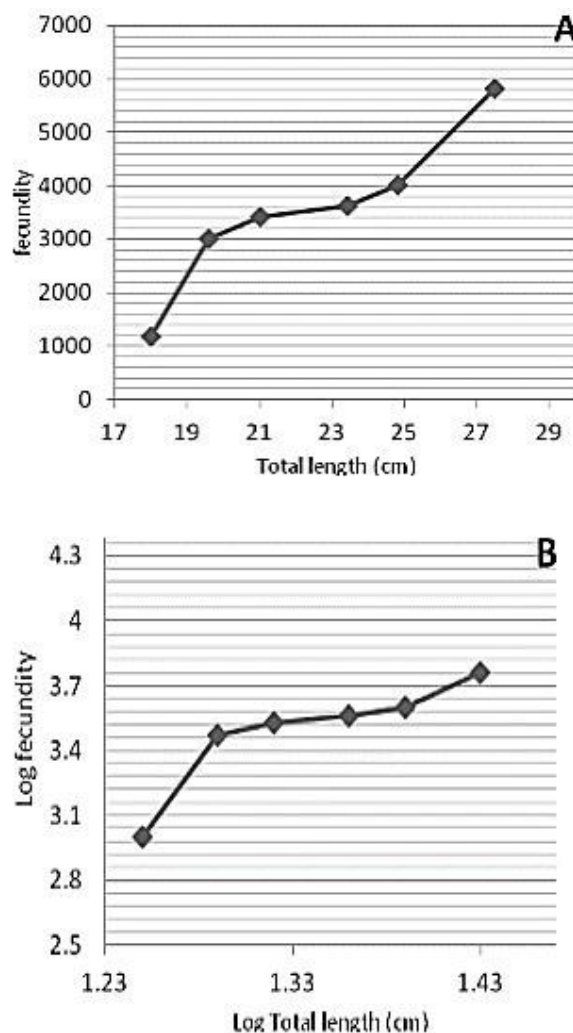 A
7000
6000
5000
4000
3000
2000
1000
0
fecundity
17 19 21 23 25 27 29
Total length (cm)
B
4.3
4
3.7
3.4
3.1
2.8
2.5
Log fecundity
1.23 1.33 1.43
Log Total length (cm)